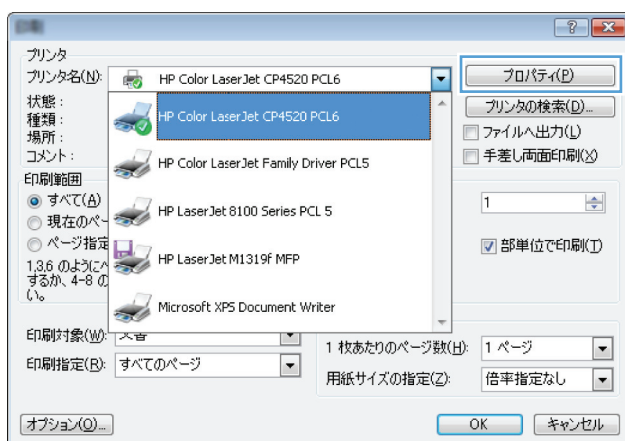 プリンタ
プリンタ名(N): HP Color LaserJet CP4520 PCL6 プロパティ(P)
状態 :
種類 :
場所 :
コメント :
HP Color LaserJet CP4520 PCL6
HP Color LaserJet Family Driver PCL5
HP LaserJet 8100 Series PCL 5
HP LaserJet M1319f MFP
Microsoft XPS Document Writer
プリンタの検索(D)...
ファイルへ出力(L)
手差し両面印刷(X)
印刷範囲
すべて(A)
現在のペー
ページ指定
1,3,6 のように
するか、4-8 の
い。
1
部単位で印刷(T)
印刷対象(W):
印刷指定(R): すべてのページ
1 枚あたりのページ数(H): 1 ページ
用紙サイズの指定(Z): 倍率指定なし
オプション(O)... OK キャンセル